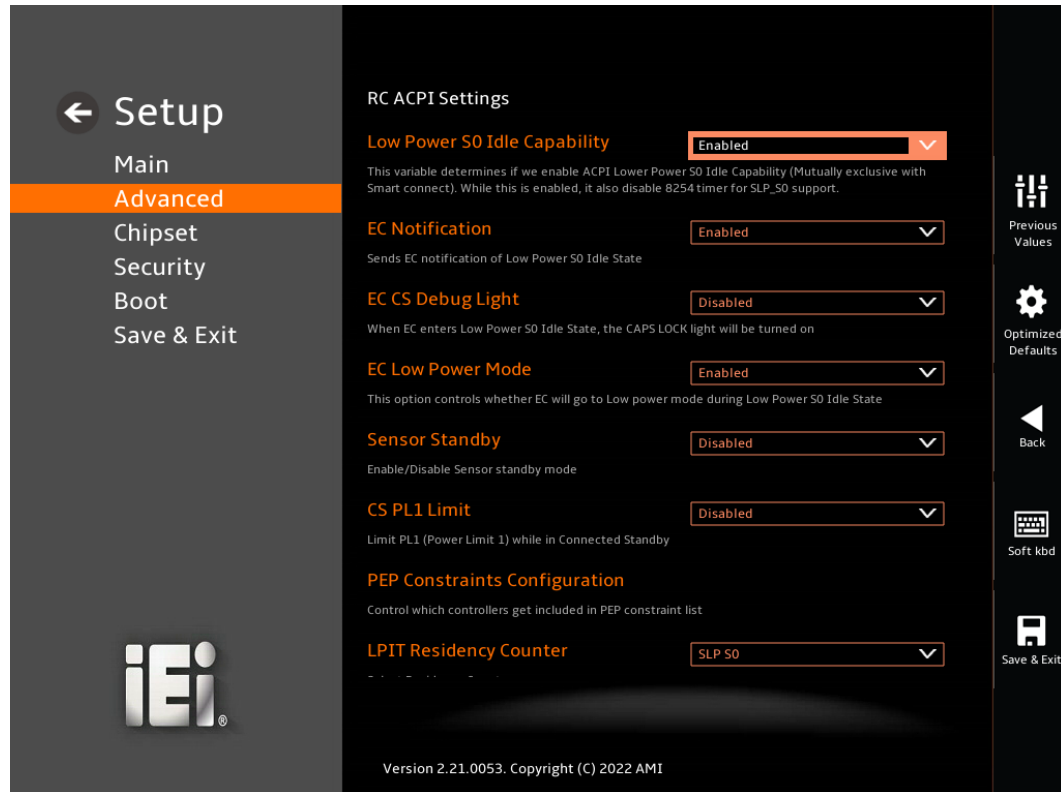 Setup
Main
Advanced
Chipset
Security
Boot
Save & Exit
RC ACPI Settings
Low Power S0 Idle Capability
Enabled
This variable determines if we enable ACPI Lower Power S0 Idle Capability (Mutually exclusive with
Smart connect). While this is enabled, it also disable 8254 timer for SLP_S0 support.
EC Notification
Enabled
Sends EC notification of Low Power S0 Idle State
EC CS Debug Light
Disabled
When EC enters Low Power S0 Idle State, the CAPS LOCK light will be turned on
EC Low Power Mode
Enabled
This option controls whether EC will go to Low power mode during Low Power S0 Idle State
Sensor Standby
Disabled
Enable/Disable Sensor standby mode
CS PL1 Limit
Disabled
Limit PL1 (Power Limit 1) while in Connected Standby
PEP Constraints Configuration
Control which controllers get included in PEP constraint list
LPIT Residency Counter
SLP S0
Previous
Values
Optimized
Defaults
Back
Soft kbd
Save & Exit
iEi®
Version 2.21.0053. Copyright (C) 2022 AMI